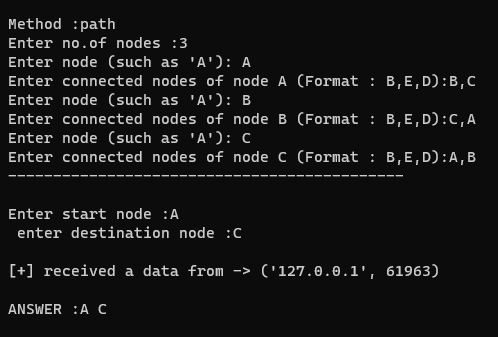 Method :path
Enter no.of nodes :3
Enter node (such as 'A'): A
Enter connected nodes of node A (Format : B,E,D):B,C
Enter node (such as 'A'): B
Enter connected nodes of node B (Format : B,E,D):C,A
Enter node (such as 'A'): C
Enter connected nodes of node C (Format : B,E,D):A,B
--------------------------------------------
Enter start node :A
 enter destination node :C
[+] received a data from -> ('127.0.0.1', 61963)
ANSWER :A C